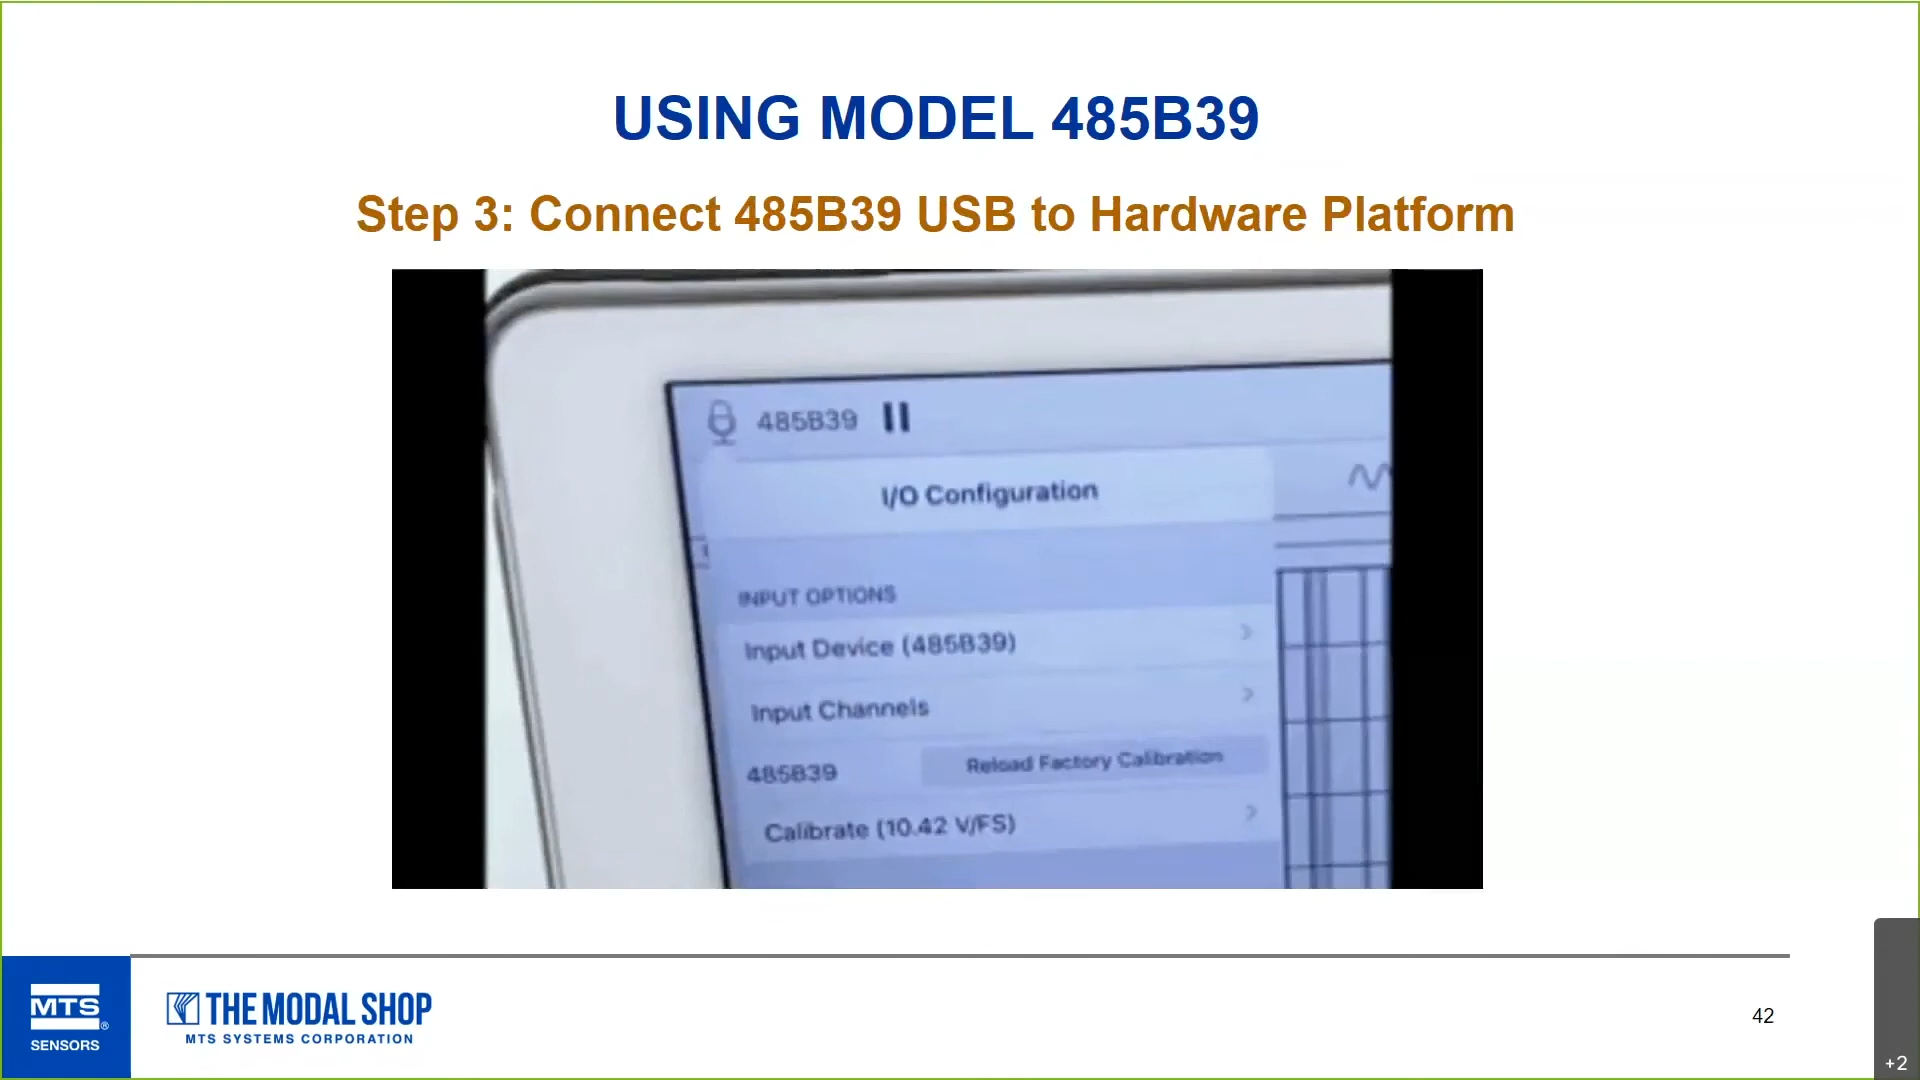 USING MODEL 485B39
Step 3: Connect 485B39 USB to Hardware Platform
485B39
I/O Configuration
INPUT OPTIONS
Input Device (485B39)
Input Channels
485B39 Reload Factory Calibration
Calibrate (10.42 V/FS)
MTS®
SENSORS
THE MODAL SHOP
MTS SYSTEMS CORPORATION
42
+2